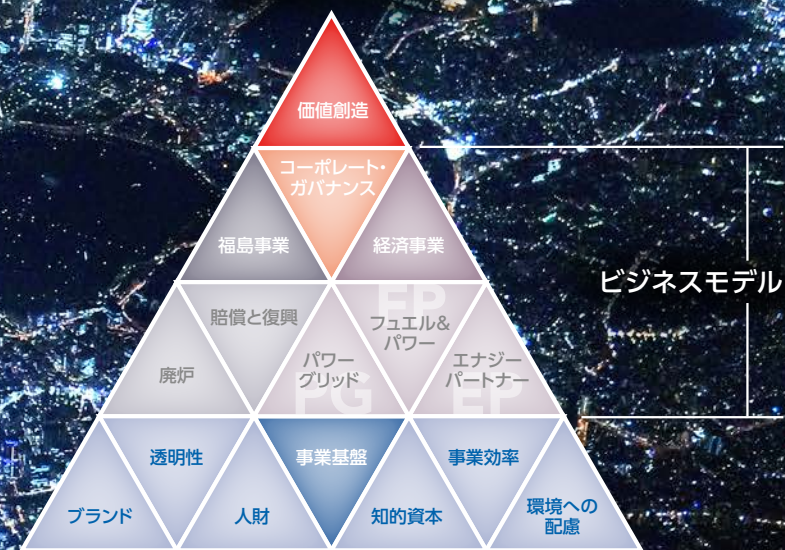 価値創造
コーポレート・
ガバナンス
福島事業
経済事業
ビジネスモデル
賠償と復興
FP
フュエル&
パワー
廃炉
パワー
グリッド
PG
エナジー
パートナー
EP
透明性
事業基盤
事業効率
ブランド
人財
知的資本
環境への
配慮